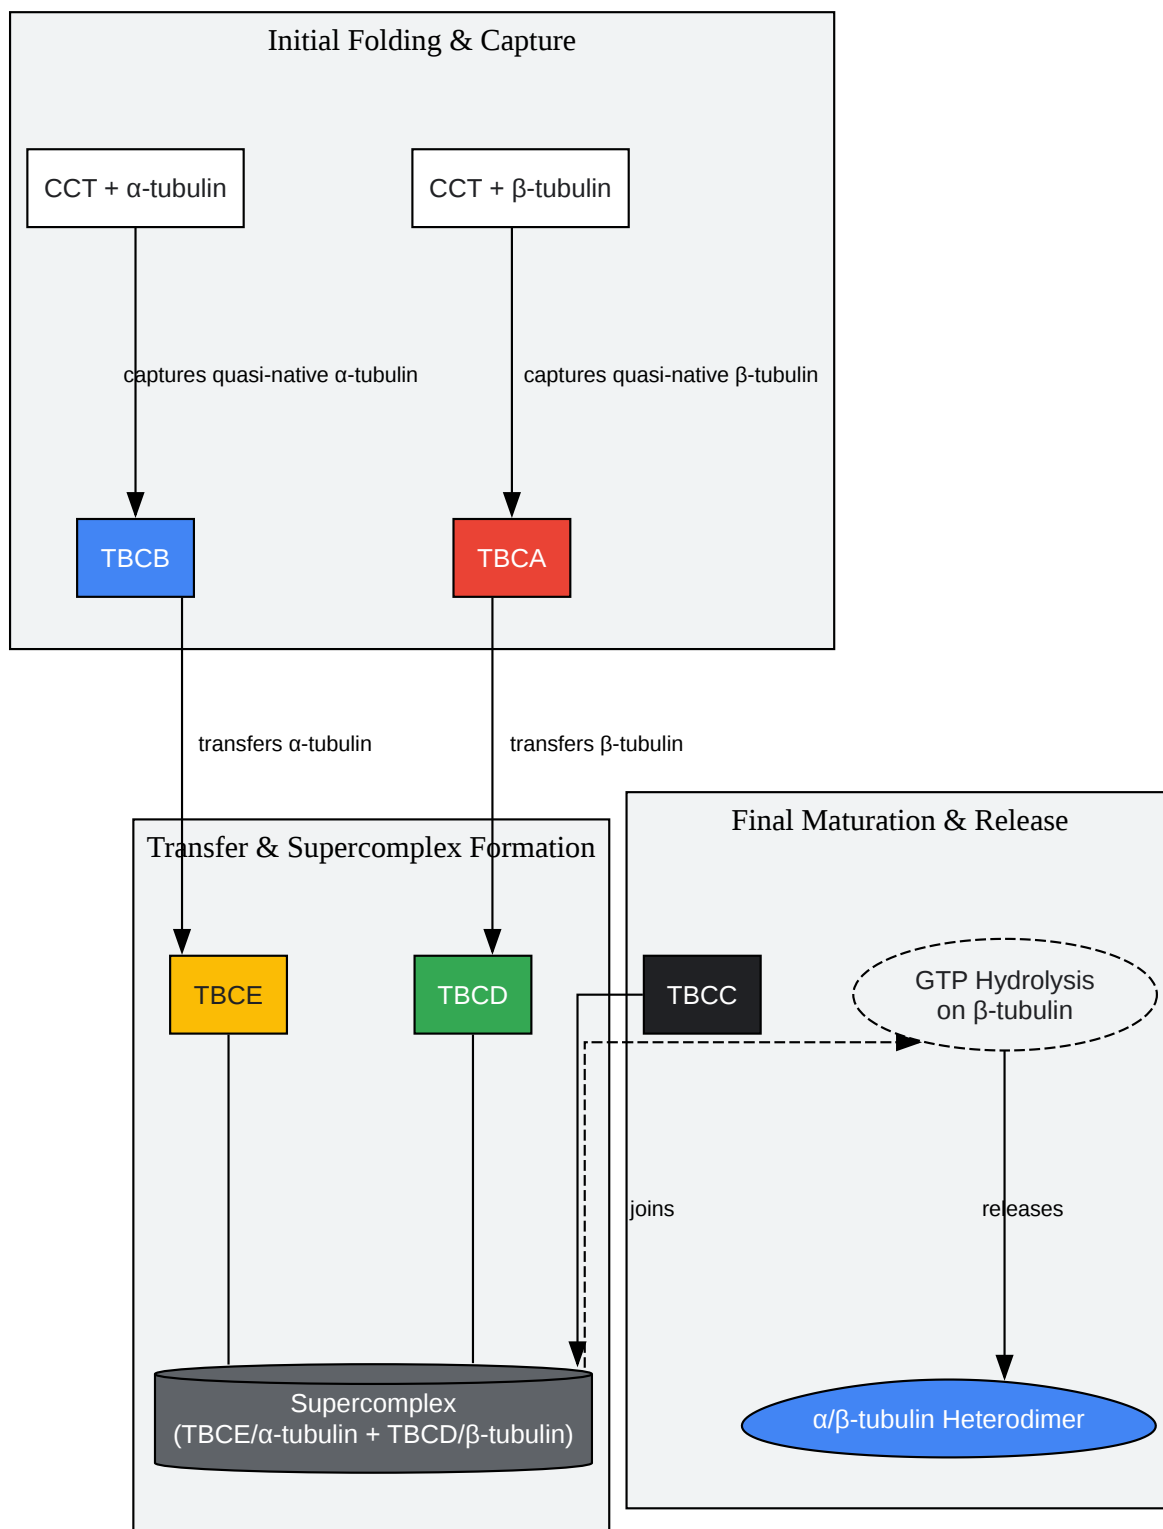 Initial Folding & Capture
CCT + α-tubulin
CCT + β-tubulin
captures quasi-native α-tubulin
captures quasi-native β-tubulin
TBCB
TBCA
transfers α-tubulin
transfers β-tubulin
Transfer & Supercomplex Formation
Final Maturation & Release
TBCE
TBCD
TBCC
GTP Hydrolysis
on β-tubulin
joins
releases
Supercomplex
(TBCE/α-tubulin + TBCD/β-tubulin)
α/β-tubulin Heterodimer